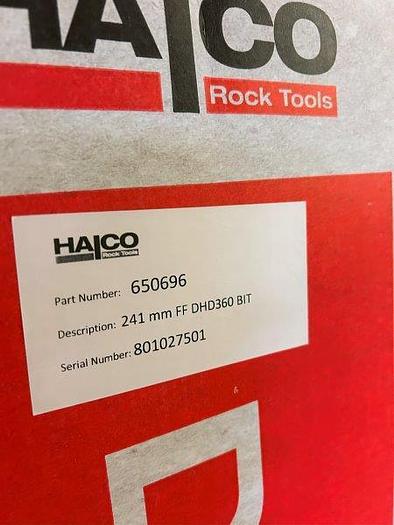 HALCO
Rock Tools
HALCO
Rock Tools
Part Number: 650696
Description: 241 mm FF DHD360 BIT
Serial Number: 801027501